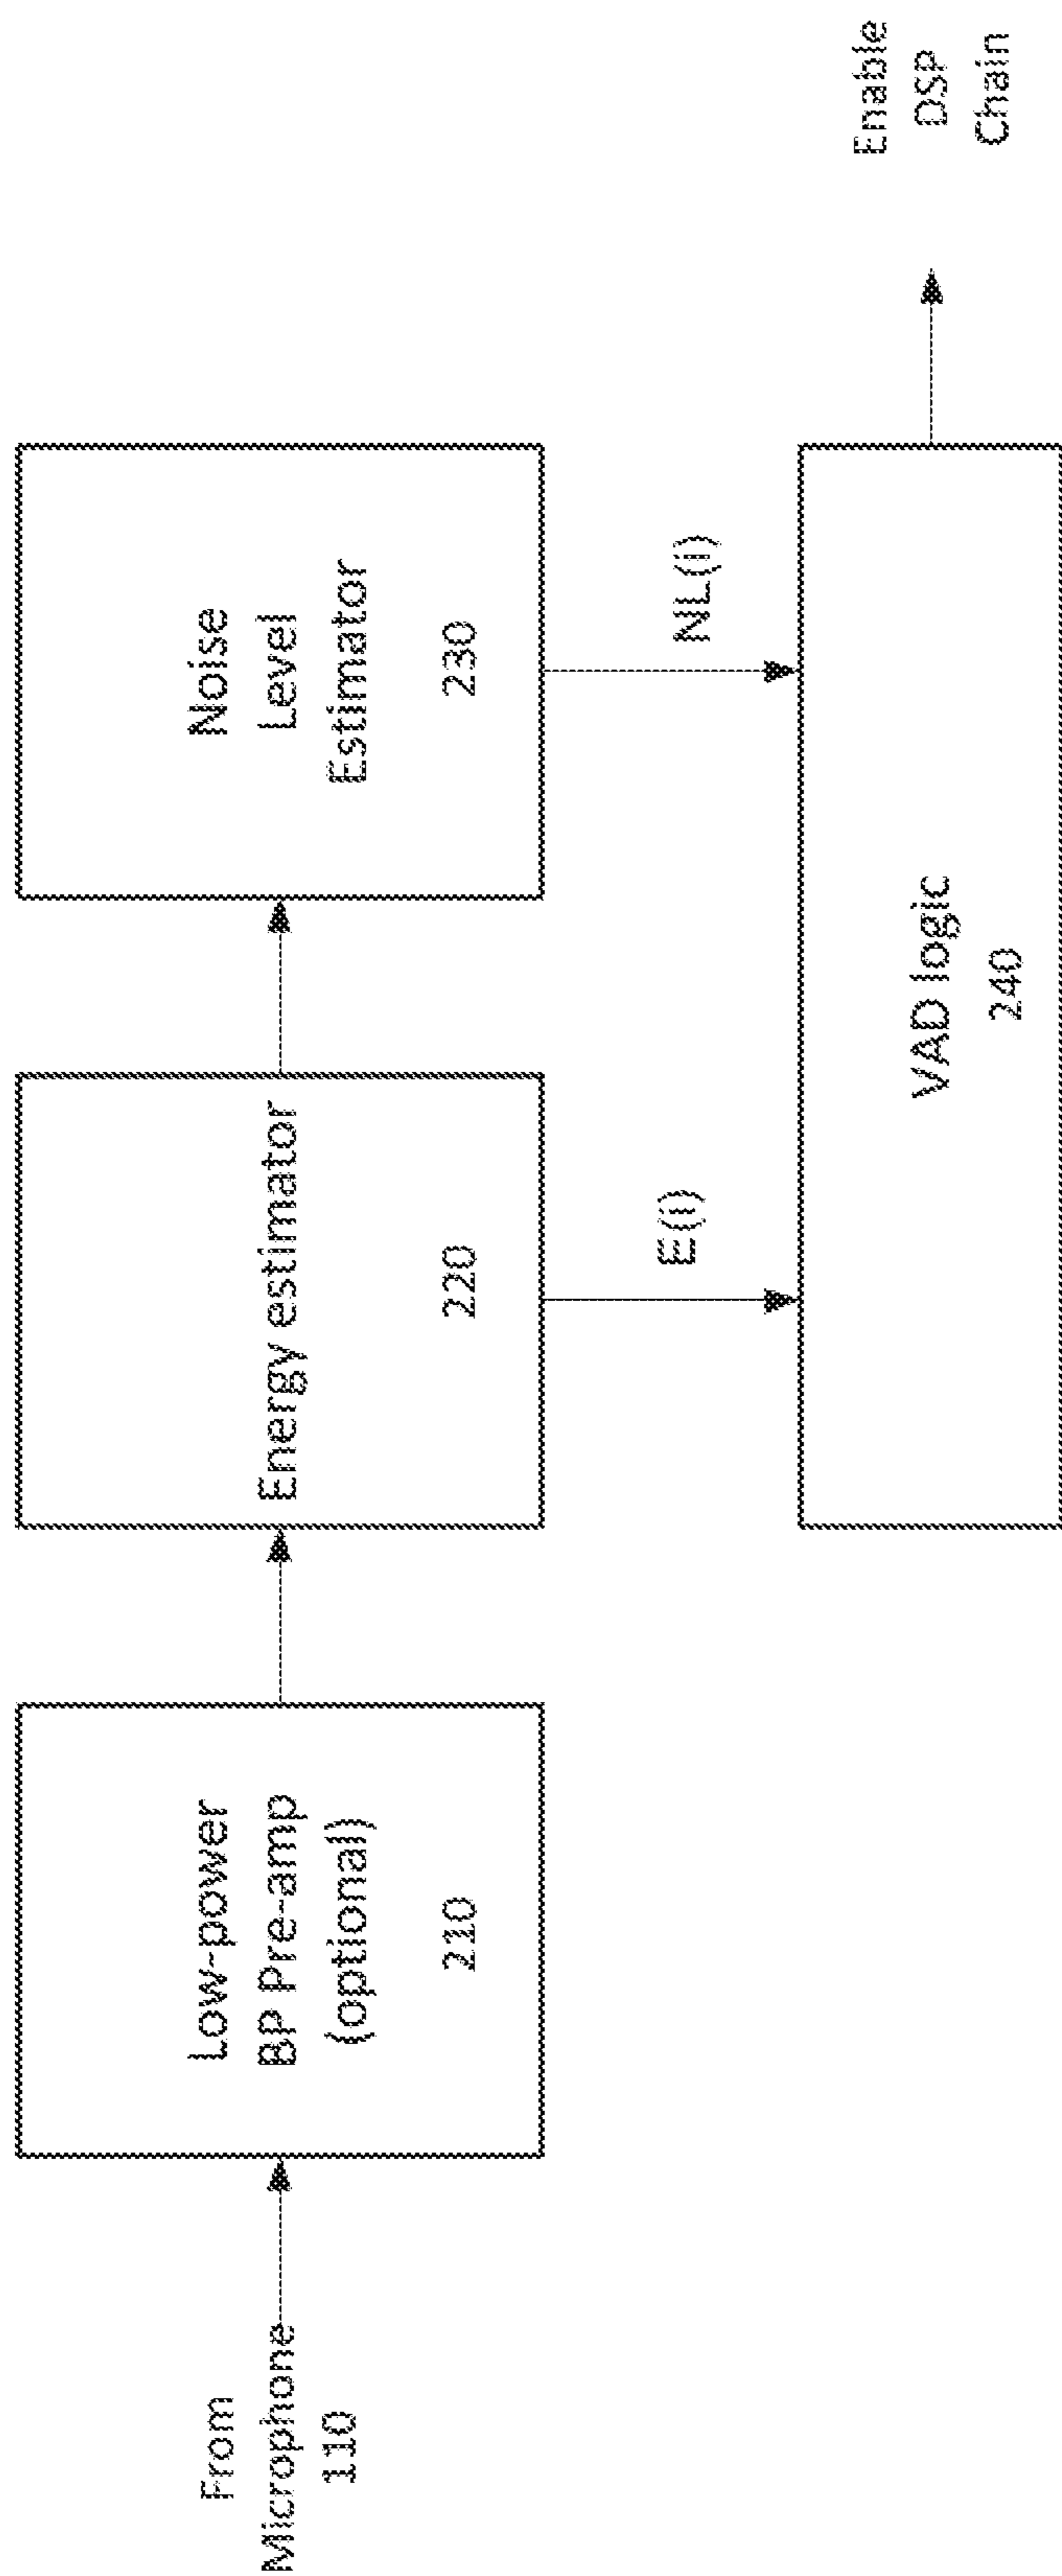 From
Microphone
110
Low-power
BP Pre-amp
(optional)
210
Energy estimator
220
Noise
Level
Estimator
230
E(i)
NL(i)
VAD logic
240
Enable
DSP
Chain